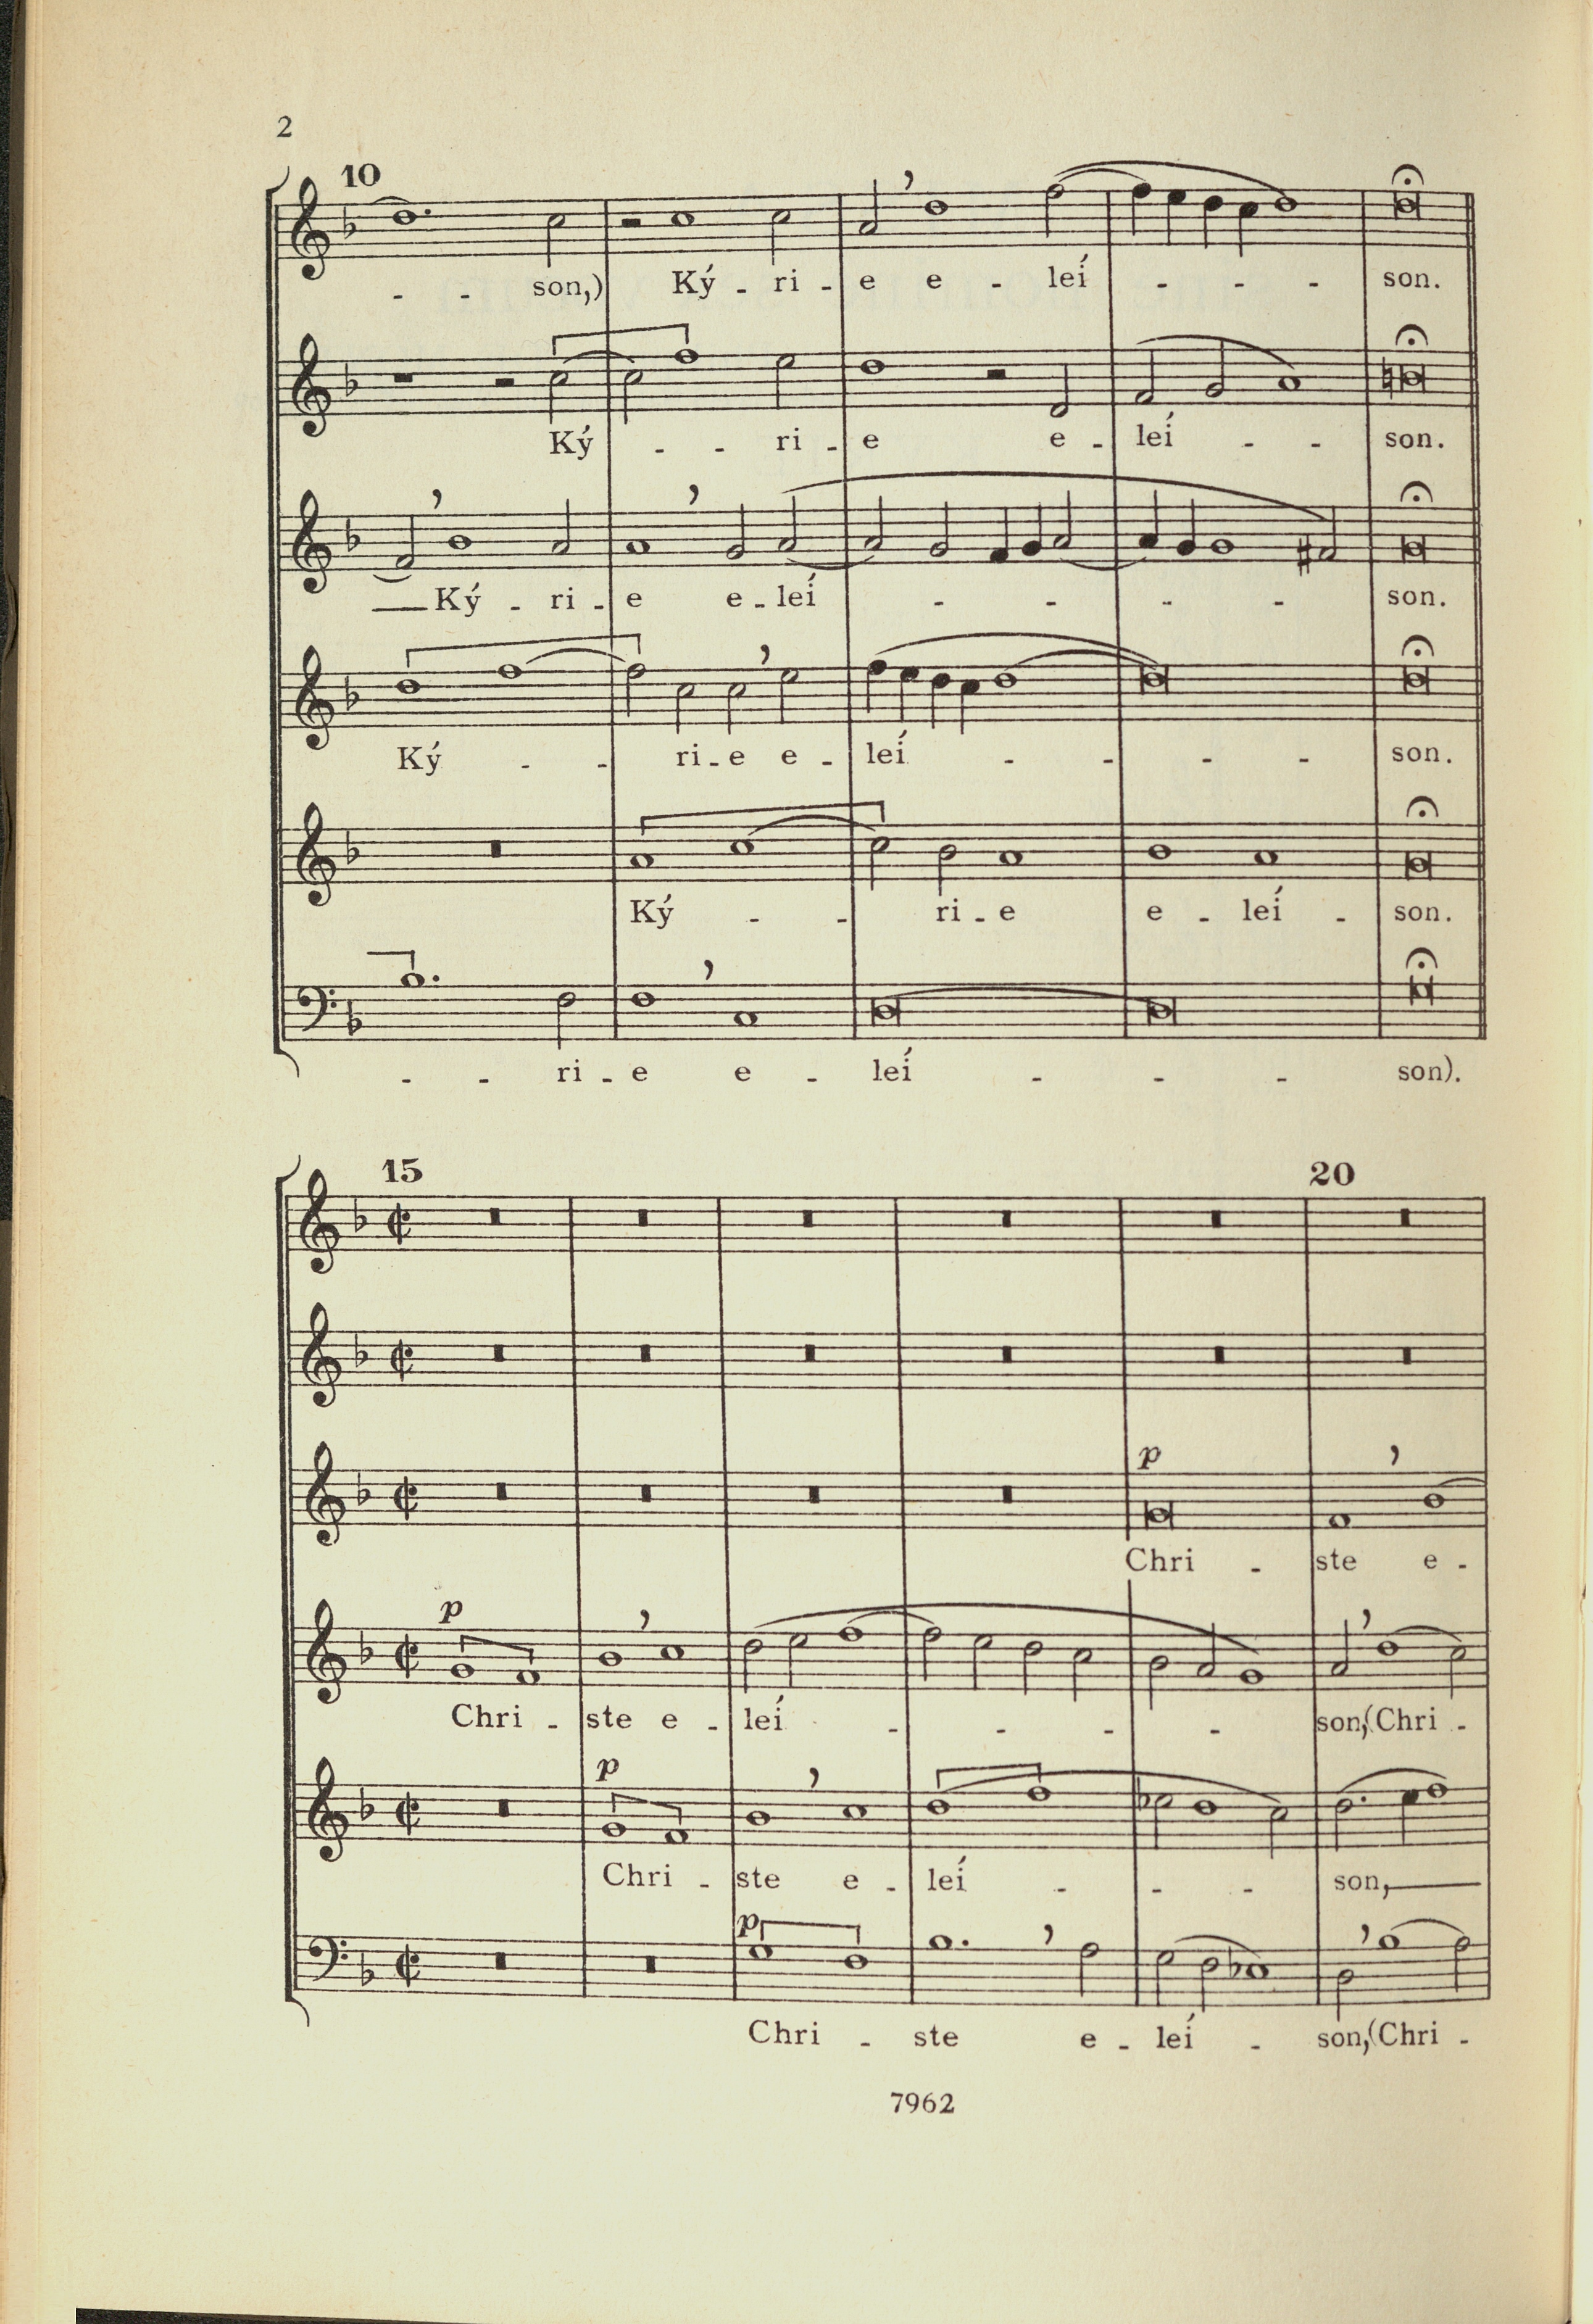 2
10
- - son,) Ký - ri - e e - leí - - - son.
Ký - - ri - e e - leí - - son.
Ký - ri - e e - leí - - - - son.
Ký - - ri - e e - leí - - - - son.
Ký - - ri - e e - leí - son.
- - ri - e e - leí - - - son).
15 20
p
Chri - ste e -
p
Chri - ste e - leí - - - - son, (Chri -
p
Chri - ste e - leí - - - son,
p
Chri - ste e - leí - son, (Chri -
7962